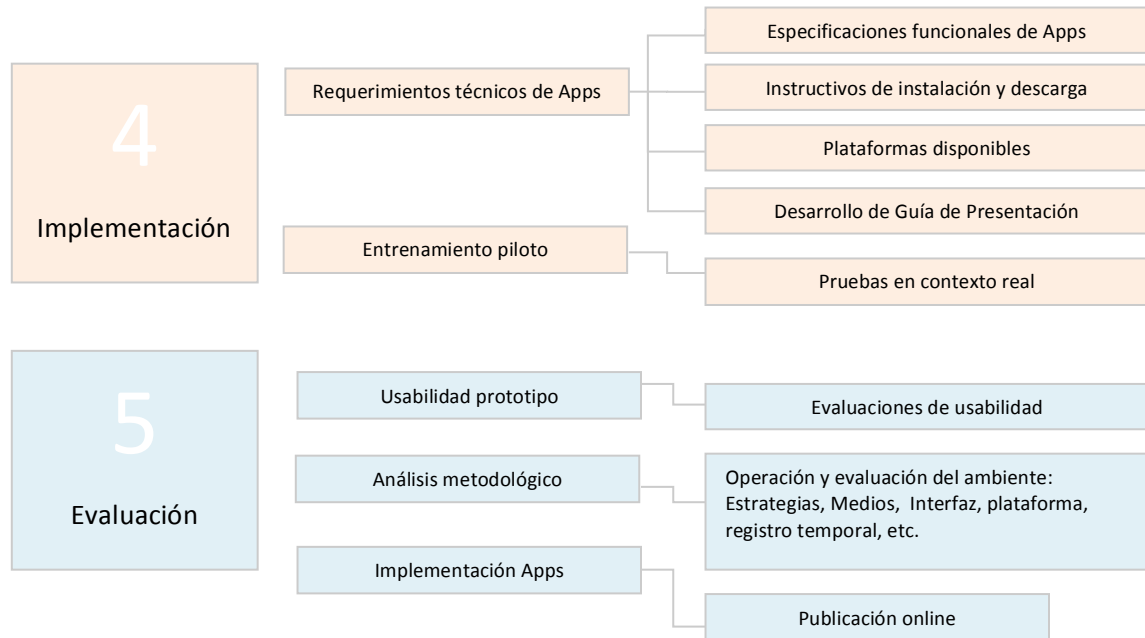 4
Implementación
Requerimientos técnicos de Apps
Especificaciones funcionales de Apps
Instructivos de instalación y descarga
Plataformas disponibles
Desarrollo de Guía de Presentación
Entrenamiento piloto
Pruebas en contexto real
5
Evaluación
Usabilidad prototipo
Evaluaciones de usabilidad
Análisis metodológico
Operación y evaluación del ambiente:
Estrategias, Medios, Interfaz, plataforma,
registro temporal, etc.
Implementación Apps
Publicación online